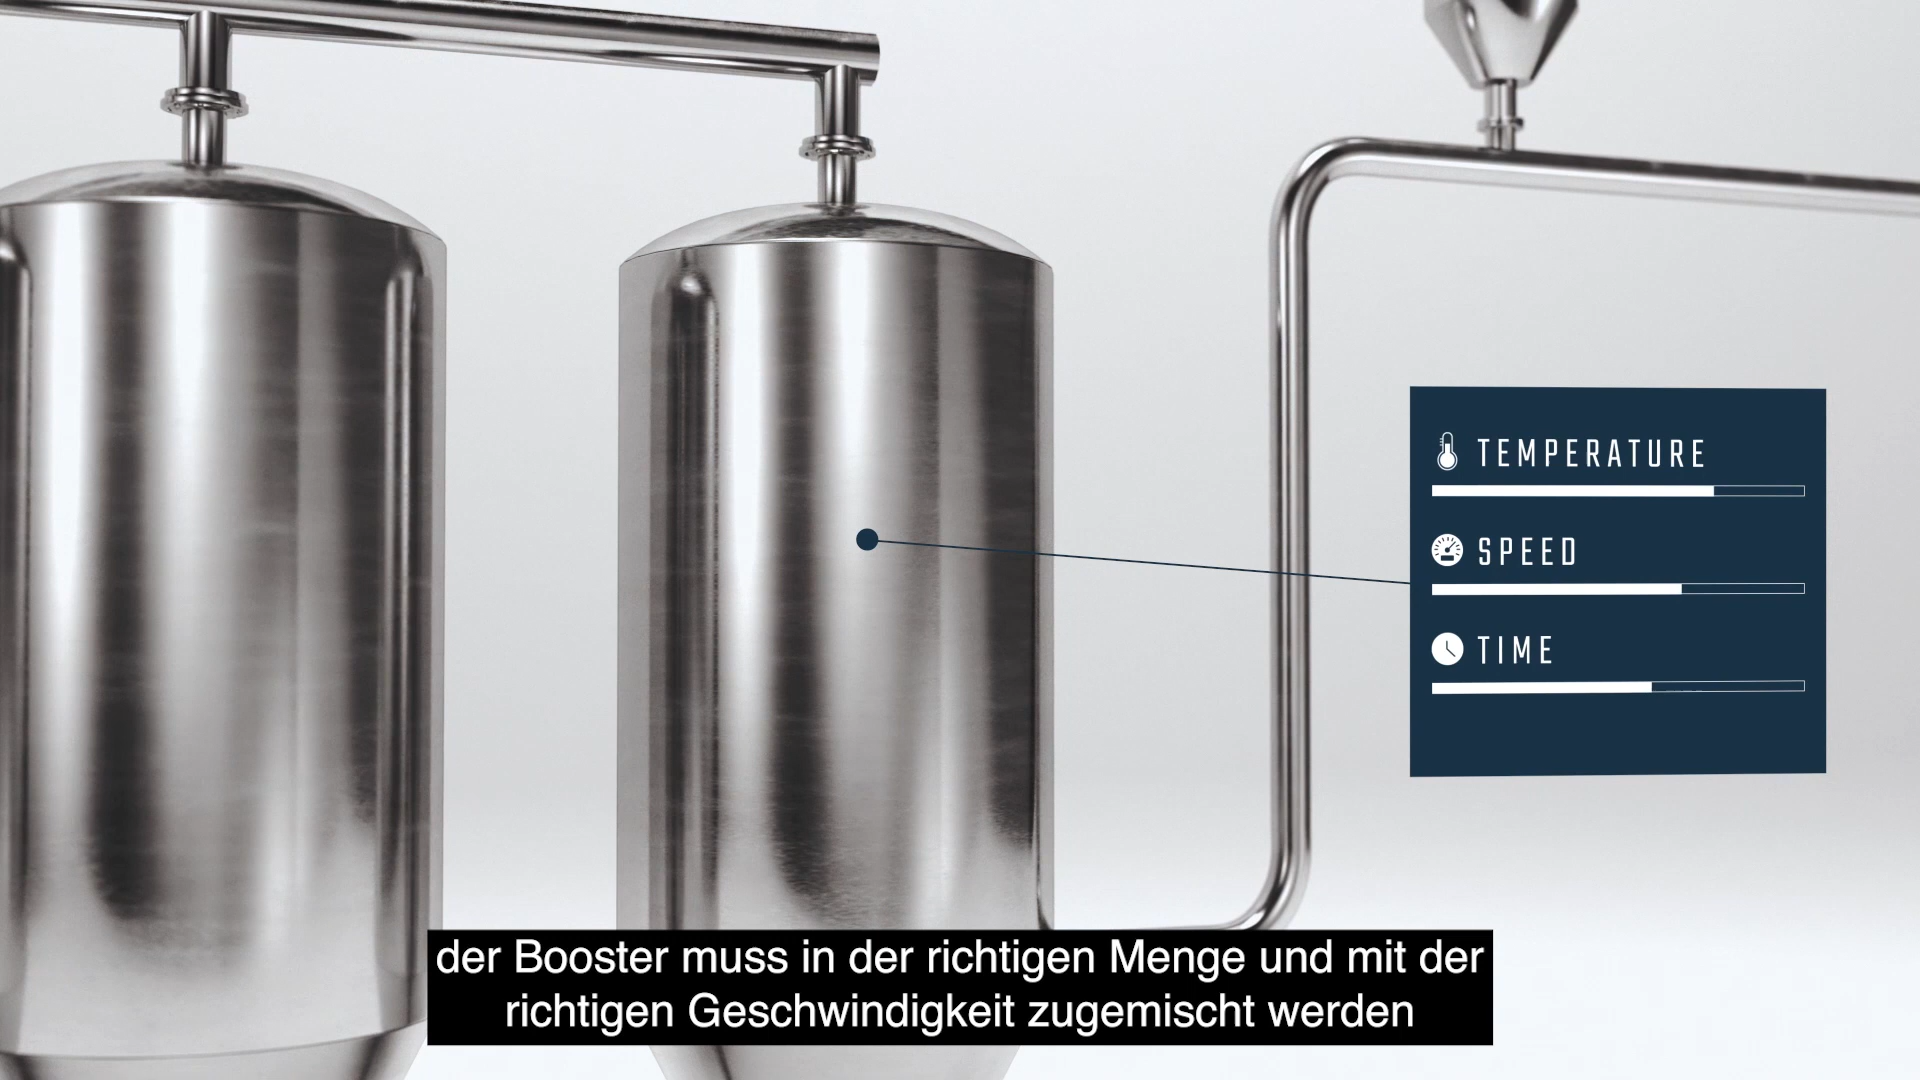 TEMPERATURE
SPEED
TIME
der Booster muss in der richtigen Menge und mit der
richtigen Geschwindigkeit zugemischt werden